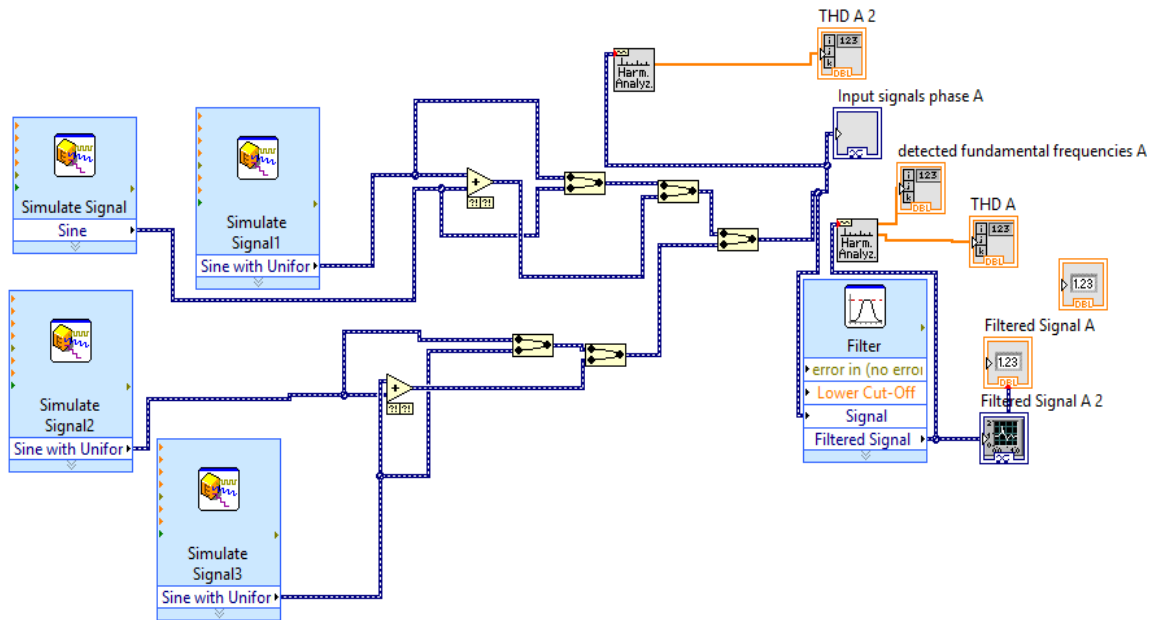 THD A 2
i 123
j
k
DBL
Harm.
Analyz.
Input signals phase A
detected fundamental frequencies A
i 123
j
k
DBL
THD A
i 123
j
k
DBL
Harm.
Analyz.
Simulate Signal
Sine
Simulate
Signal1
Sine with Unifor
+
?! ?!
1.23
DBL
Filter
error in (no error
Lower Cut-Off
Signal
Filtered Signal
Filtered Signal A
1.23
DBL
Filtered Signal A 2
Simulate
Signal2
Sine with Unifor
+
?! ?!
Simulate
Signal3
Sine with Unifor